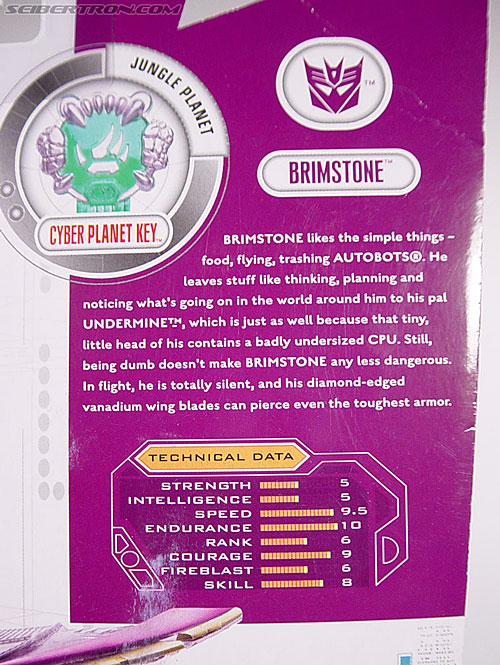 SEIBERTRON.COM
JUNGLE PLANET
TM
BRIMSTONE™
CYBER PLANET KEY™
BRIMSTONE likes the simple things –
food, flying, trashing AUTOBOTS®. He
leaves stuff like thinking, planning and
noticing what's going on in the world around him to his pal
UNDERMINE™, which is just as well because that tiny,
little head of his contains a badly undersized CPU. Still,
being dumb doesn't make BRIMSTONE any less dangerous.
In flight, he is totally silent, and his diamond-edged
vanadium wing blades can pierce even the toughest armor.
TECHNICAL DATA
STRENGTH 5
INTELLIGENCE 5
SPEED 9.5
ENDURANCE 10
RANK 6
COURAGE 9
FIREBLAST 6
SKILL 8